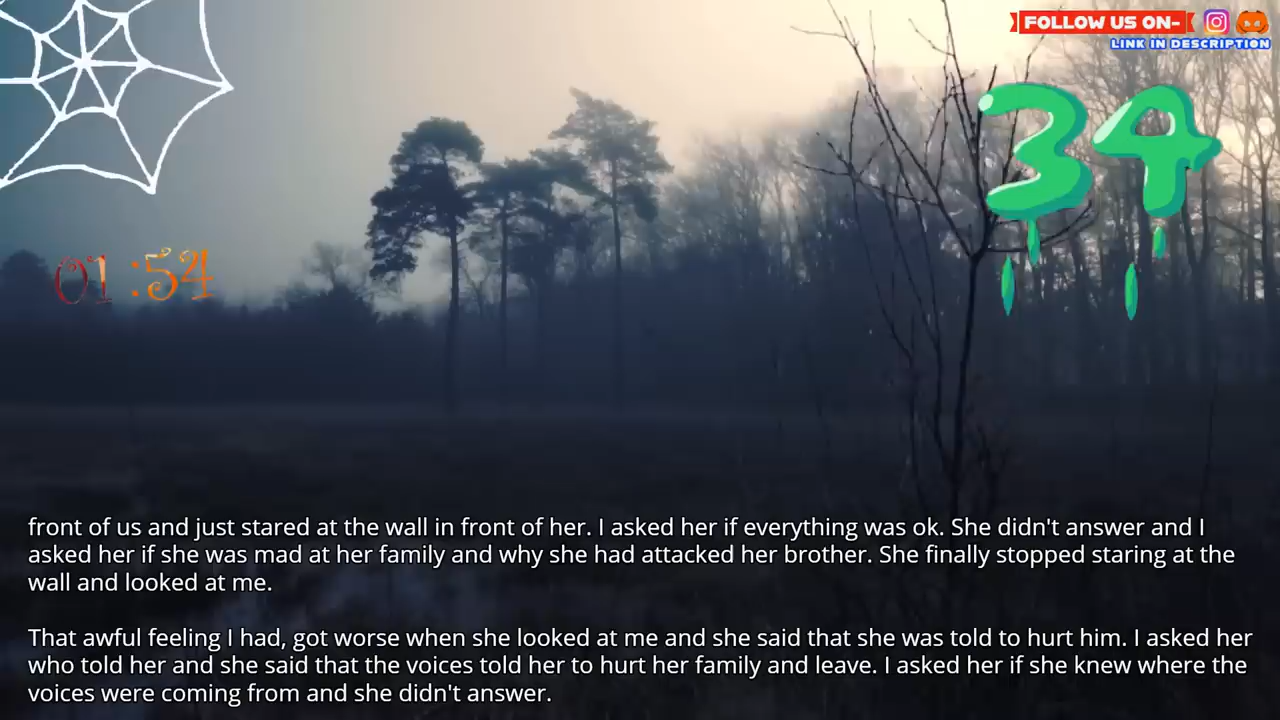 FOLLOW US ON-
LINK IN DESCRIPTION
34
01 :54
front of us and just stared at the wall in front of her. I asked her if everything was ok. She didn't answer and I
asked her if she was mad at her family and why she had attacked her brother. She finally stopped staring at the
wall and looked at me.
That awful feeling I had, got worse when she looked at me and she said that she was told to hurt him. I asked her
who told her and she said that the voices told her to hurt her family and leave. I asked her if she knew where the
voices were coming from and she didn't answer.